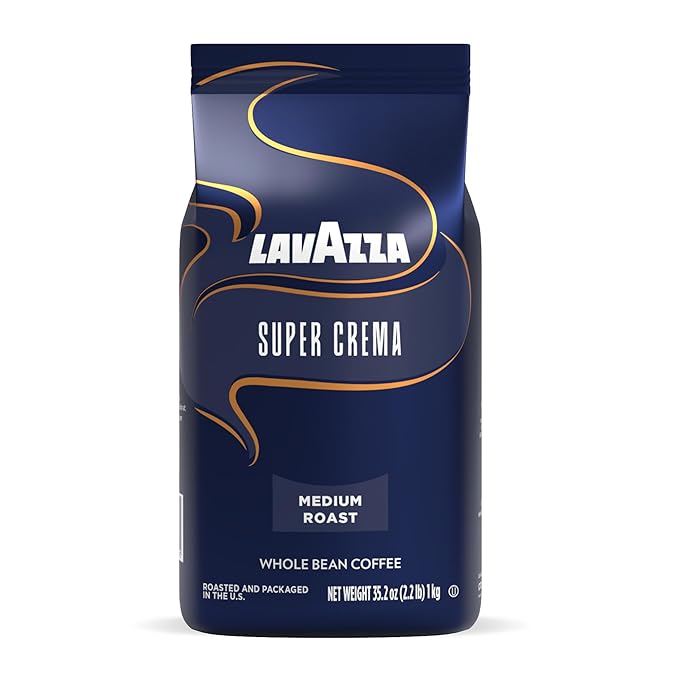 LAVAZZA
SUPER CREMA
MEDIUM
ROAST
WHOLE BEAN COFFEE
ROASTED AND PACKAGED
IN THE U.S.
NET WEIGHT 35.2 oz (2.2 lb) 1 kg